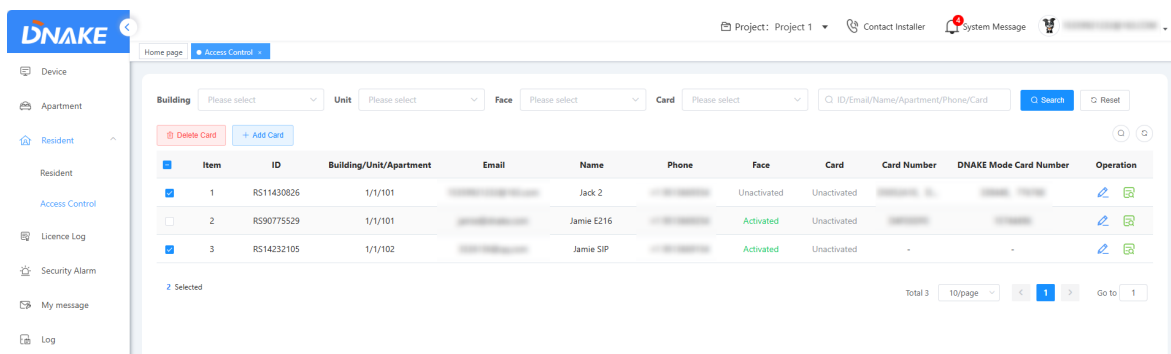 DNAKE
Project: Project 1
Contact Installer
4
System Message
Home page
Access Control ×
Device
Apartment
Resident
Resident
Access Control
Licence Log
Security Alarm
My message
Log
Building Please select Unit Please select Face Please select Card Please select ID/Email/Name/Apartment/Phone/Card Search Reset
Delete Card + Add Card
Item ID Building/Unit/Apartment Email Name Phone Face Card Card Number DNAKE Mode Card Number Operation
1 RS11430826 1/1/101 Jack 2 Unactivated Unactivated
2 RS90775529 1/1/101 Jamie E216 Activated Unactivated
3 RS14232105 1/1/102 Jamie SIP Activated Unactivated - -
2 Selected
Total 3 10/page < 1 > Go to 1